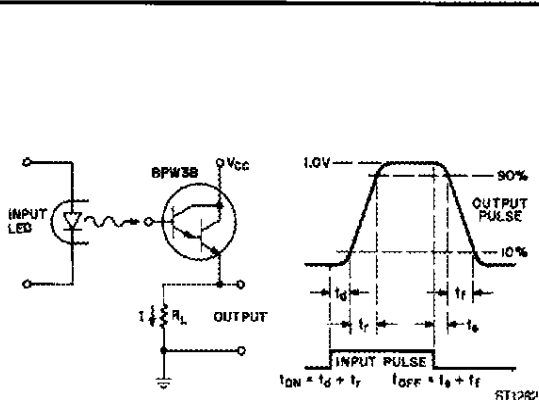 BPW38
VCC
INPUT
LED
I
RL
OUTPUT
1.0V
90%
OUTPUT
PULSE
10%
td
tf
tr
ts
INPUT PULSE
tON = td + tr
tOFF = ts + tf